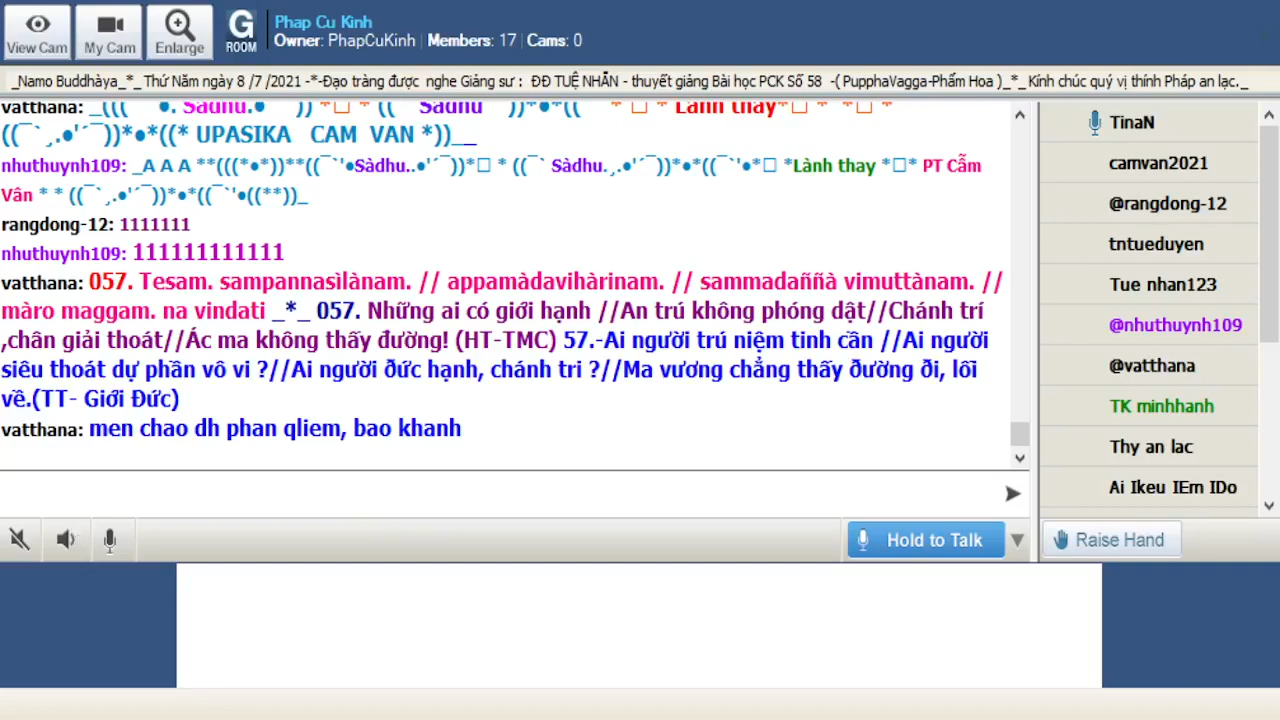 View Cam
My Cam
Enlarge
G
ROOM
Phap Cu Kinh
Owner: PhapCuKinh | Members: 17 | Cams: 0
_Namo Buddhàya_*_ Thứ Năm ngày 8 /7 /2021 -*-Đạo tràng được nghe Giảng sư : ĐĐ TUỆ NHẪN - thuyết giảng Bài học PCK Số 58 -( PupphaVagga-Phẩm Hoa )_*_Kính chúc quý vị thính Pháp an lạc._
vatthana: _((( ¯ ●. Sàdhu.●´¯)) *□ * ((¯ Sàdhu ¯))*●*((¯ * □ * Lành thay*□ * *□ *
((¯`¸.●'´¯))*●*((* UPASIKA CAM VAN *))__
nhuthuynh109: _A A A **(((*●*))**((¯`'●Sàdhu..●'´¯))*□ * ((¯` Sàdhu.¸.●'´¯))*●*((¯`'●*□ *Lành thay *□* PT Cẫm
Vân * * ((¯`¸.●'´¯))*●*((¯`'●((**))_
rangdong-12: 1111111
nhuthuynh109: 111111111111
vatthana: 057. Tesam. sampannasìlànam. // appamàdavihàrinam. // sammadaññà vimuttànam. //
màro maggam. na vindati _*_ 057. Những ai có giới hạnh //An trú không phóng dật//Chánh trí
,chân giải thoát//Ác ma không thấy đường! (HT-TMC) 57.-Ai người trú niệm tinh cần //Ai người
siêu thoát dự phần vô vi ?//Ai người ðức hạnh, chánh tri ?//Ma vương chẳng thấy ðường ði, lối
về.(TT- Giới Đức)
vatthana: men chao dh phan qliem, bao khanh
Hold to Talk
TinaN
camvan2021
@rangdong-12
tntueduyen
Tue nhan123
@nhuthuynh109
@vatthana
TK minhhanh
Thy an lac
Ai Ikeu IEm IDo
Raise Hand